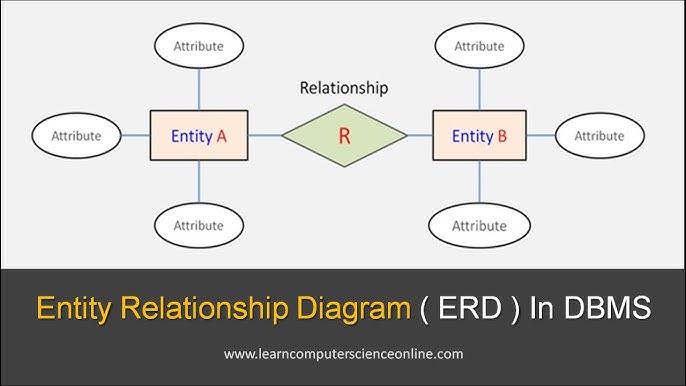 Attribute
Attribute
Relationship
Attribute
Entity A
R
Entity B
Attribute
Attribute
Attribute
Entity Relationship Diagram ( ERD ) In DBMS
www.learncomputerscienceonline.com